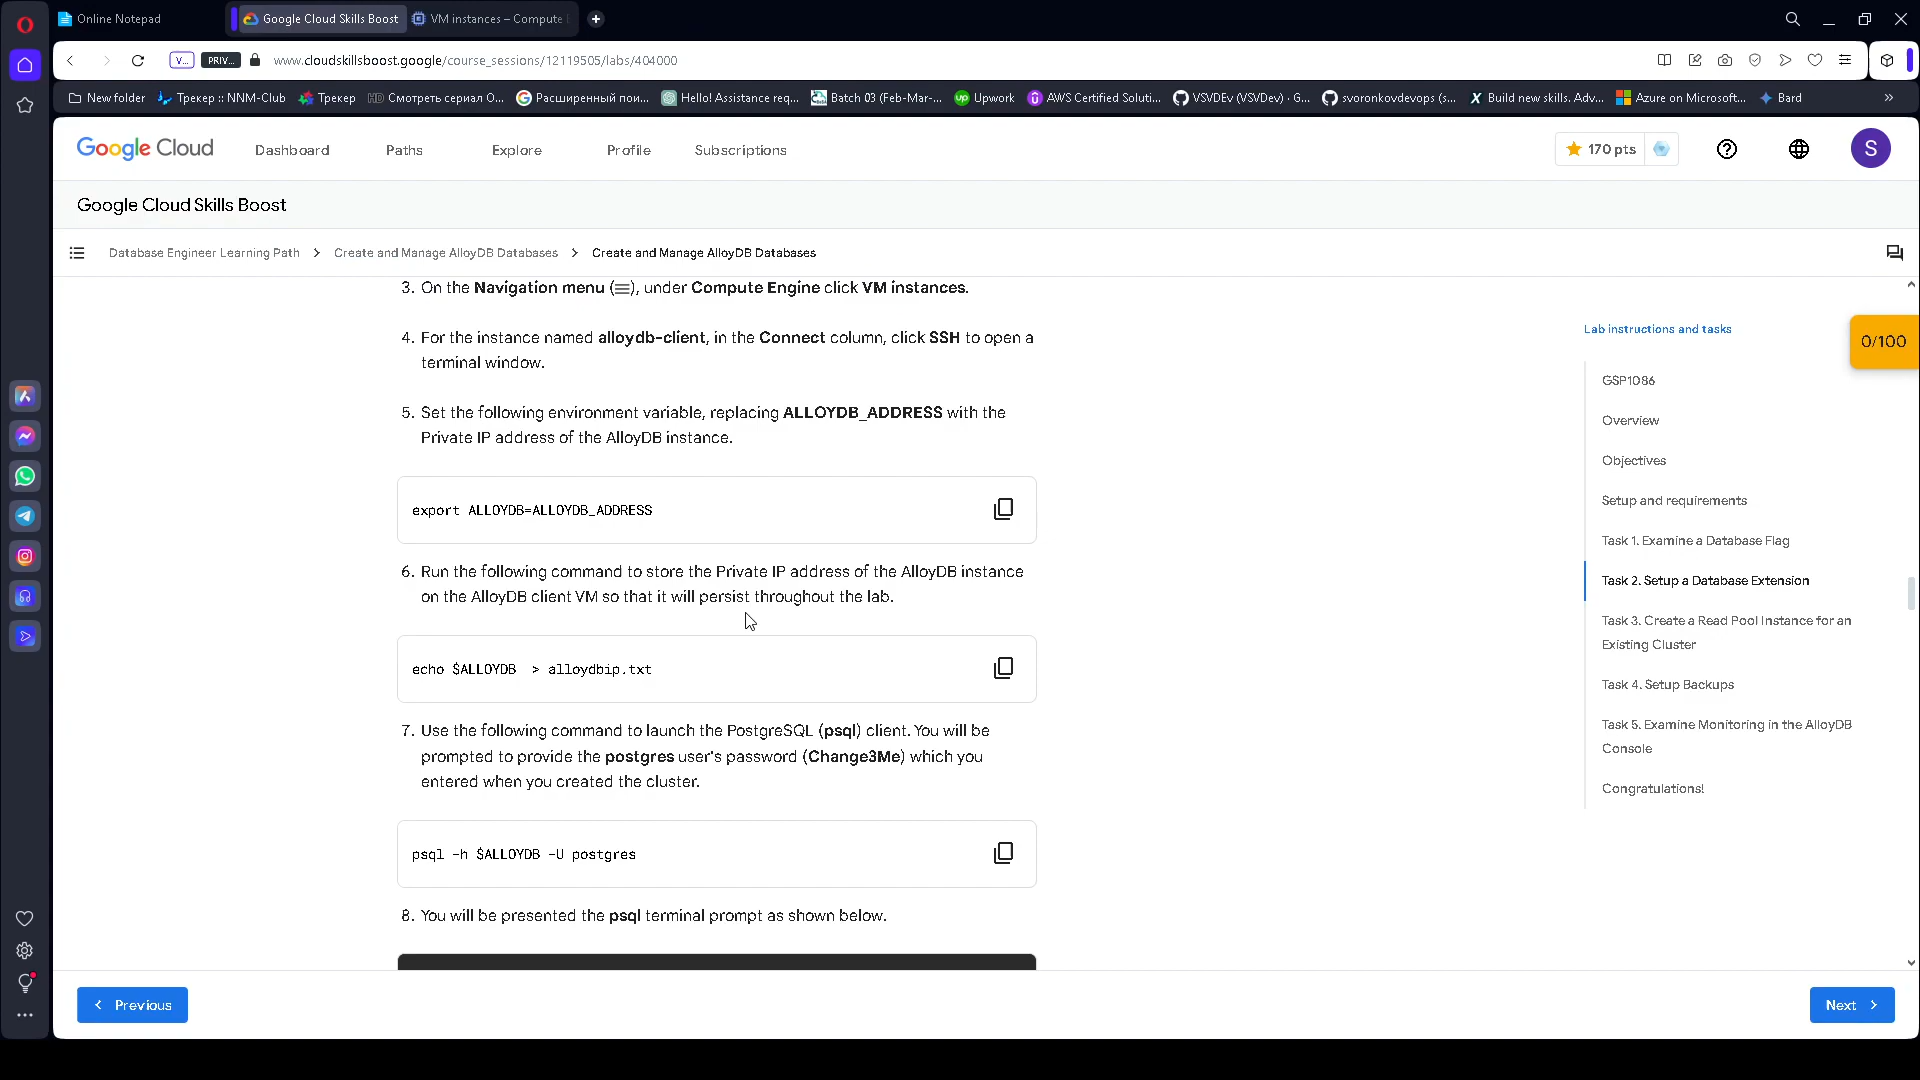 Online Notepad
Google Cloud Skills Boost
VM instances – Compute
V...
PRIV...
www.cloudskillsboost.google/course_sessions/12119505/labs/404000
New folder
Трекер :: NNM-Club
Трекер
HD Смотреть сериал О...
Расширенный пои...
Hello! Assistance req...
Batch 03 (Feb-Mar-...
up Upwork
AWS Certified Soluti...
VSVDEv (VSVDev) · G...
svoronkovdevops (s...
X Build new skills. Adv...
Azure on Microsoft...
Bard
»
Google Cloud
Dashboard
Paths
Explore
Profile
Subscriptions
170 pts
S
Google Cloud Skills Boost
Database Engineer Learning Path > Create and Manage AlloyDB Databases > Create and Manage AlloyDB Databases
3. On the Navigation menu (≡), under Compute Engine click VM instances.
4. For the instance named alloydb-client, in the Connect column, click SSH to open a
terminal window.
5. Set the following environment variable, replacing ALLOYDB_ADDRESS with the
Private IP address of the AlloyDB instance.
export ALLOYDB=ALLOYDB_ADDRESS
6. Run the following command to store the Private IP address of the AlloyDB instance
on the AlloyDB client VM so that it will persist throughout the lab.
echo $ALLOYDB  > alloydbip.txt
7. Use the following command to launch the PostgreSQL (psql) client. You will be
prompted to provide the postgres user's password (Change3Me) which you
entered when you created the cluster.
psql -h $ALLOYDB -U postgres
8. You will be presented the psql terminal prompt as shown below.
Lab instructions and tasks
0/100
GSP1086
Overview
Objectives
Setup and requirements
Task 1. Examine a Database Flag
Task 2. Setup a Database Extension
Task 3. Create a Read Pool Instance for an
Existing Cluster
Task 4. Setup Backups
Task 5. Examine Monitoring in the AlloyDB
Console
Congratulations!
Previous
Next